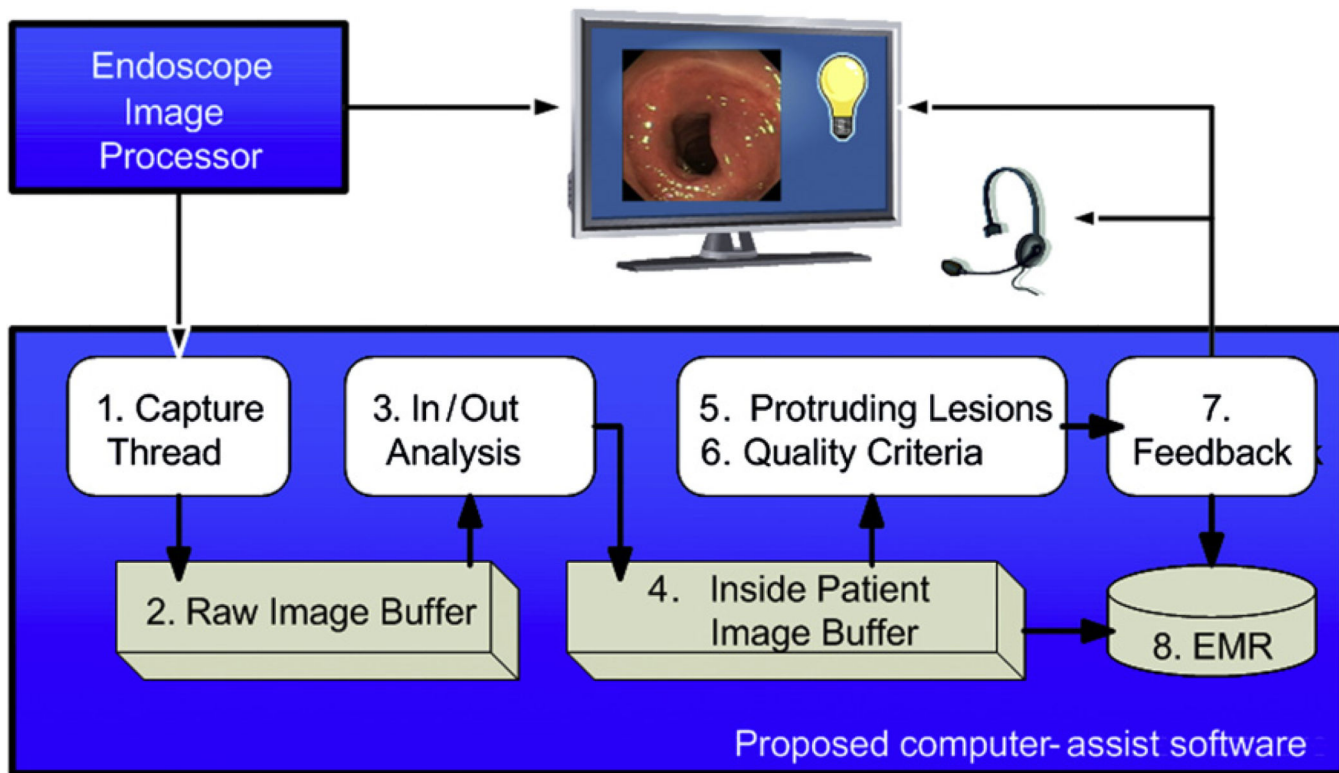 Endoscope
Image
Processor
1. Capture
Thread
3. In/Out
Analysis
5. Protruding Lesions
6. Quality Criteria
7.
Feedback
2. Raw Image Buffer
4. Inside Patient
Image Buffer
8. EMR
Proposed computer-assist software